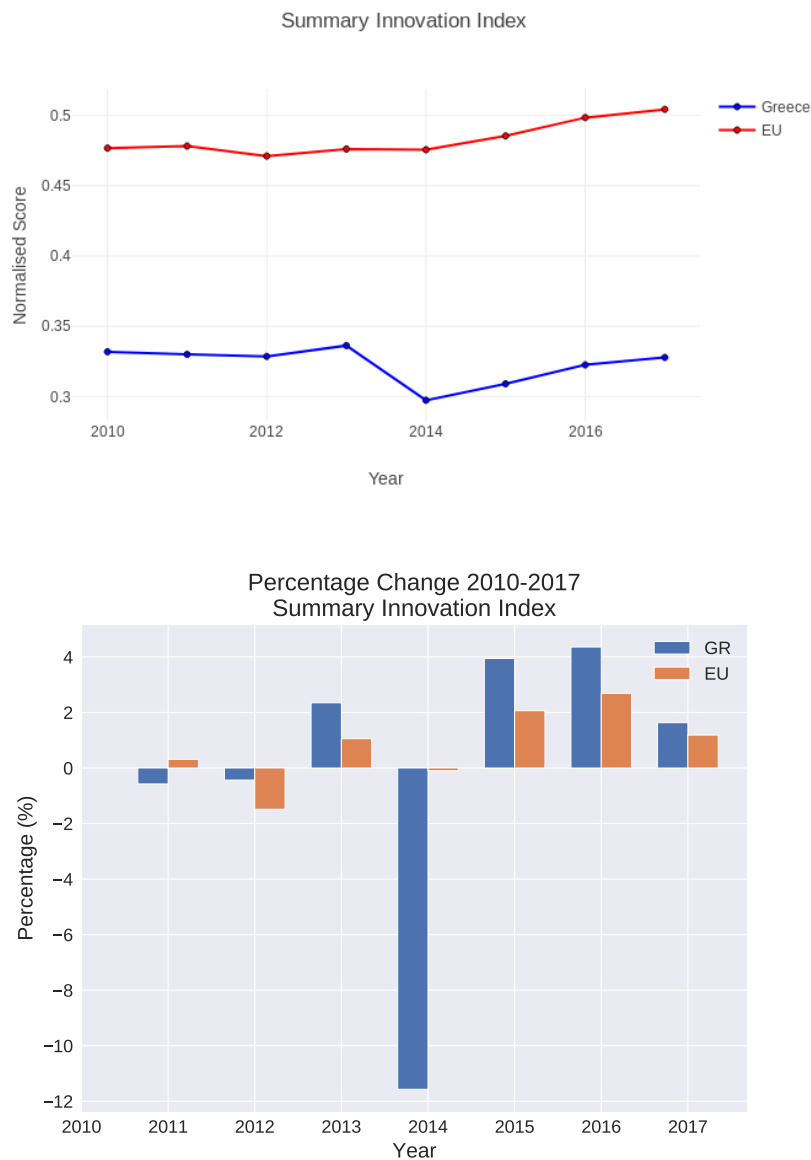 Summary Innovation Index
0.5
0.45
0.4
0.35
0.3
Normalised Score
2010
2012
2014
2016
Year
Greece
EU
Percentage Change 2010-2017
Summary Innovation Index
4
2
0
−2
−4
−6
−8
−10
−12
Percentage (%)
GR
EU
2010
2011
2012
2013
2014
2015
2016
2017
Year